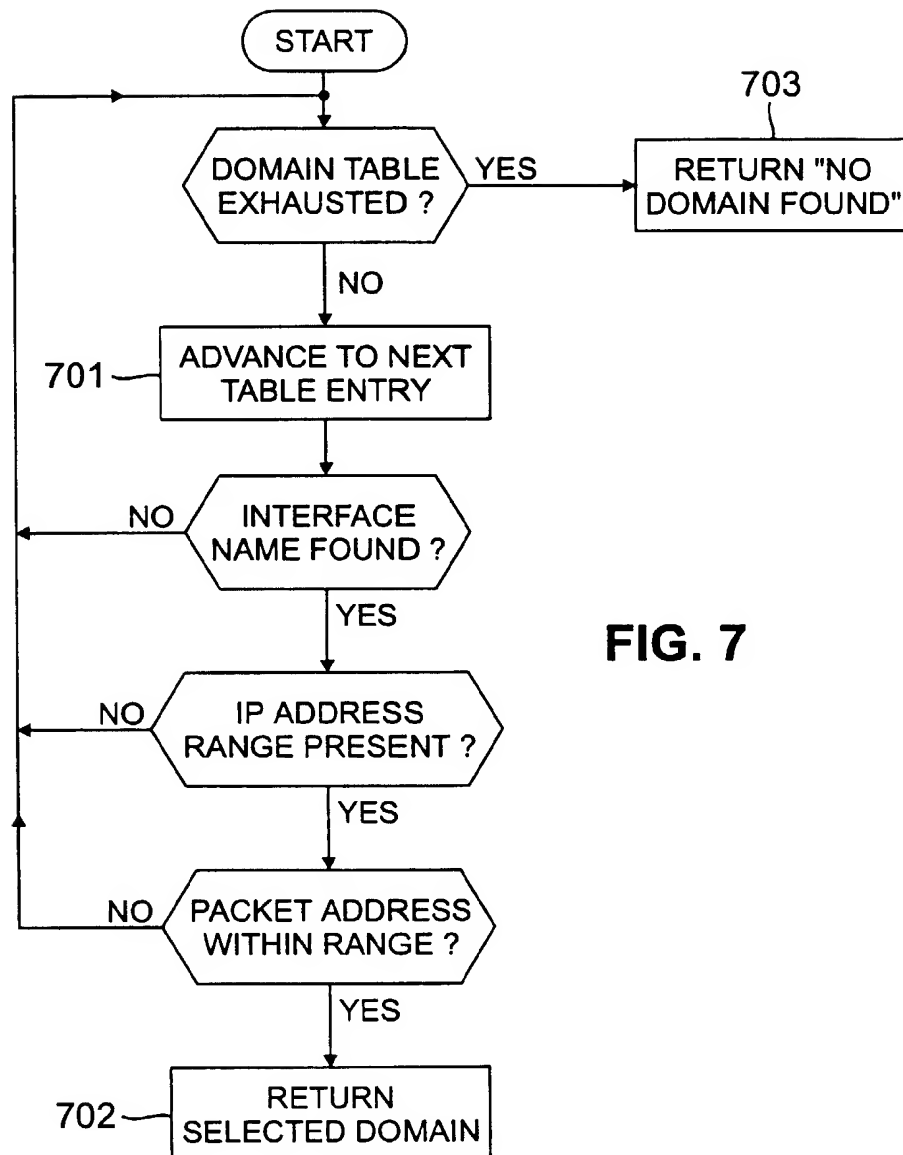 START
703
DOMAIN TABLE
EXHAUSTED ?
YES
RETURN "NO
DOMAIN FOUND"
NO
701
ADVANCE TO NEXT
TABLE ENTRY
NO
INTERFACE
NAME FOUND ?
YES
FIG. 7
NO
IP ADDRESS
RANGE PRESENT ?
YES
NO
PACKET ADDRESS
WITHIN RANGE ?
YES
702
RETURN
SELECTED DOMAIN